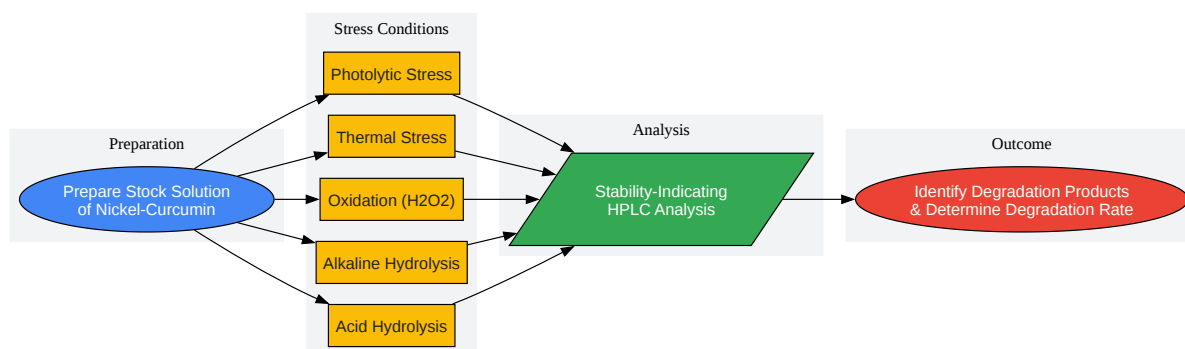 Stress Conditions
Photolytic Stress
Thermal Stress
Oxidation (H2O2)
Alkaline Hydrolysis
Acid Hydrolysis
Preparation
Prepare Stock Solution
of Nickel-Curcumin
Analysis
Stability-Indicating
HPLC Analysis
Outcome
Identify Degradation Products
& Determine Degradation Rate